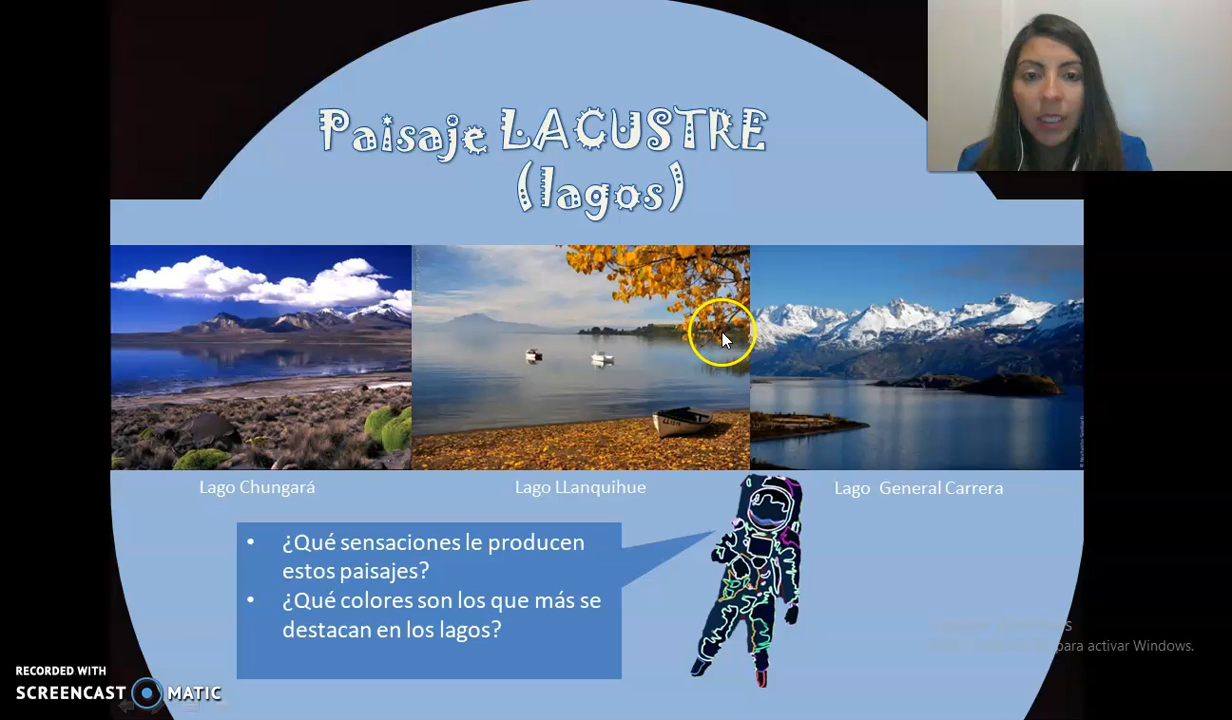 Paisaje LACUSTRE
(lagos)
Lago Chungará
Lago LLanquihue
Lago General Carrera
• ¿Qué sensaciones le producen
estos paisajes?
• ¿Qué colores son los que más se
destacan en los lagos?
para activar Windows.
RECORDED WITH
SCREENCAST MATIC